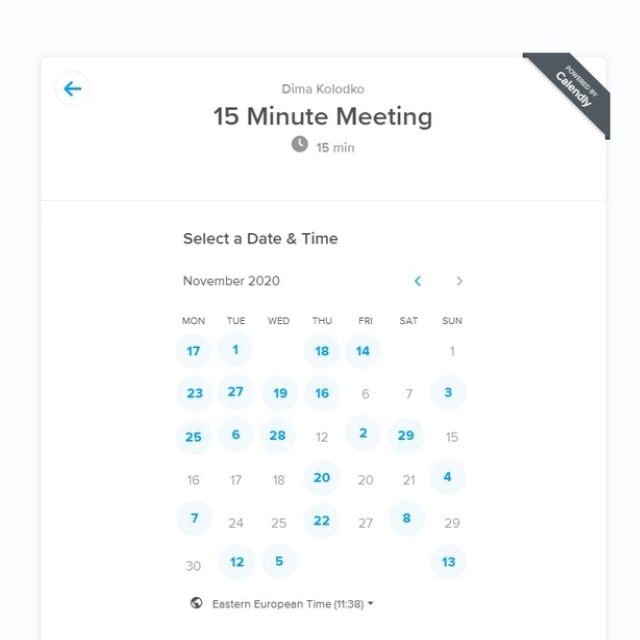 POWERED BY
Calendly
Dima Kolodko
15 Minute Meeting
15 min
Select a Date & Time
November 2020
MON TUE WED THU FRI SAT SUN
17 1 18 14 1
23 27 19 16 6 7 3
25 6 28 12 2 29 15
16 17 18 20 20 21 4
7 24 25 22 27 8 29
30 12 5 13
Eastern European Time (11:38)